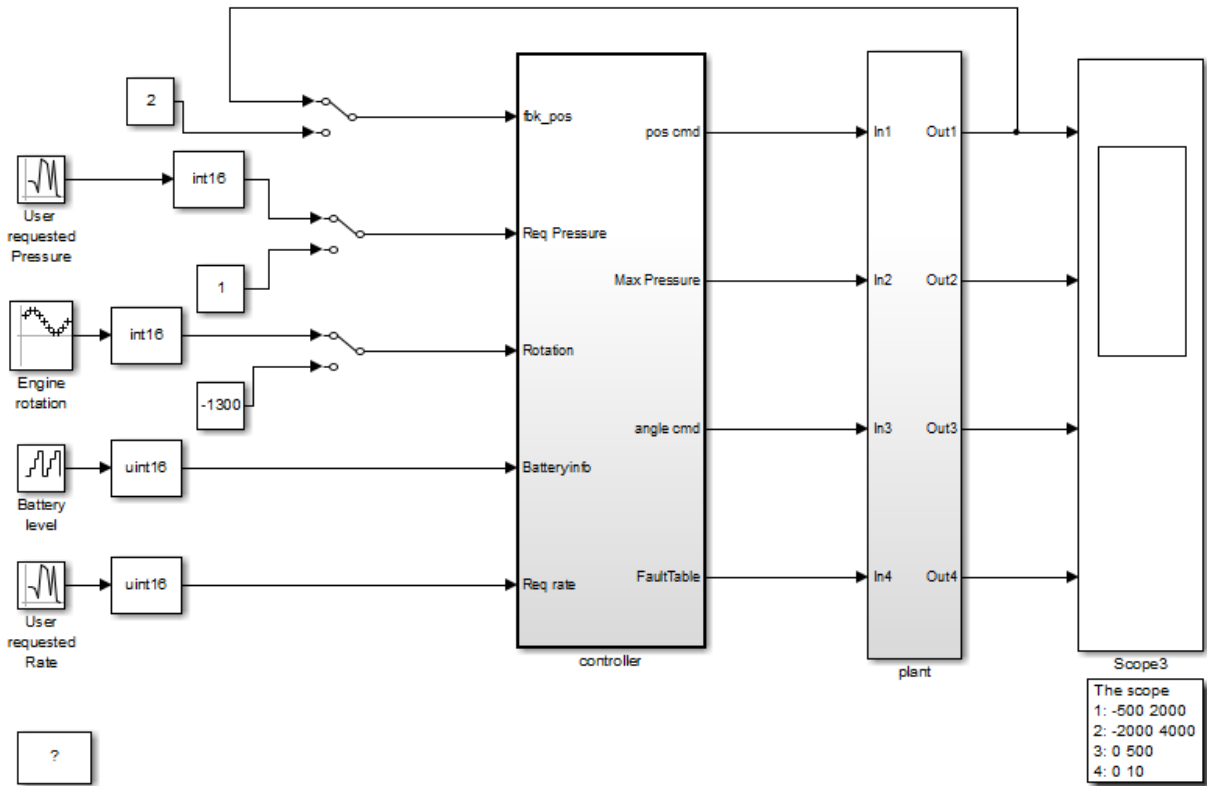 2
fbk_pos
pos cmd
In1
Out1
int16
User
requested
Pressure
Req Pressure
1
Max Pressure
In2
Out2
int16
Engine
rotation
Rotation
-1300
angle cmd
In3
Out3
uint16
Battery
level
Batteryinfo
uint16
User
requested
Rate
Req rate
FaultTable
In4
Out4
controller
plant
Scope3
The scope
1: -500 2000
2: -2000 4000
3: 0 500
4: 0 10
?